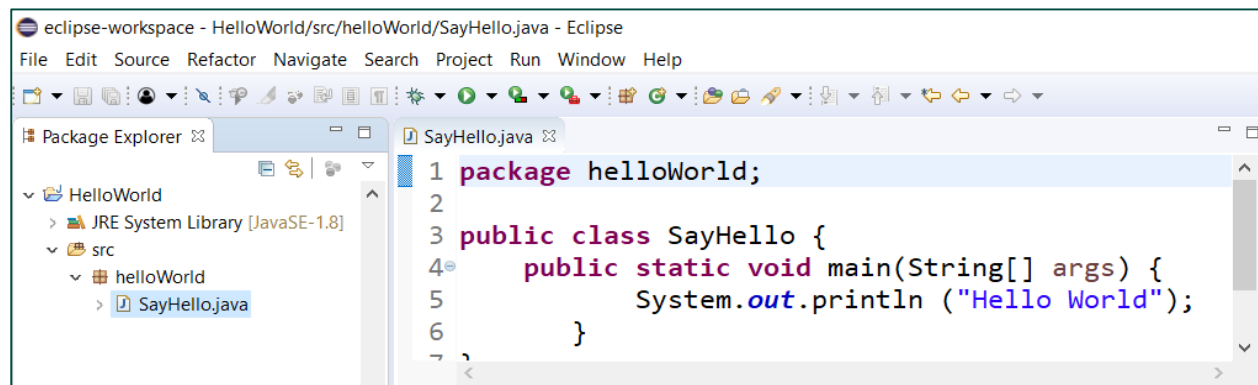 eclipse-workspace - HelloWorld/src/helloWorld/SayHello.java - Eclipse
File Edit Source Refactor Navigate Search Project Run Window Help
Package Explorer
HelloWorld
JRE System Library [JavaSE-1.8]
src
helloWorld
SayHello.java
SayHello.java
1 package helloWorld;
2
3 public class SayHello {
4 public static void main(String[] args) {
5 System.out.println ("Hello World");
6 }
7 }